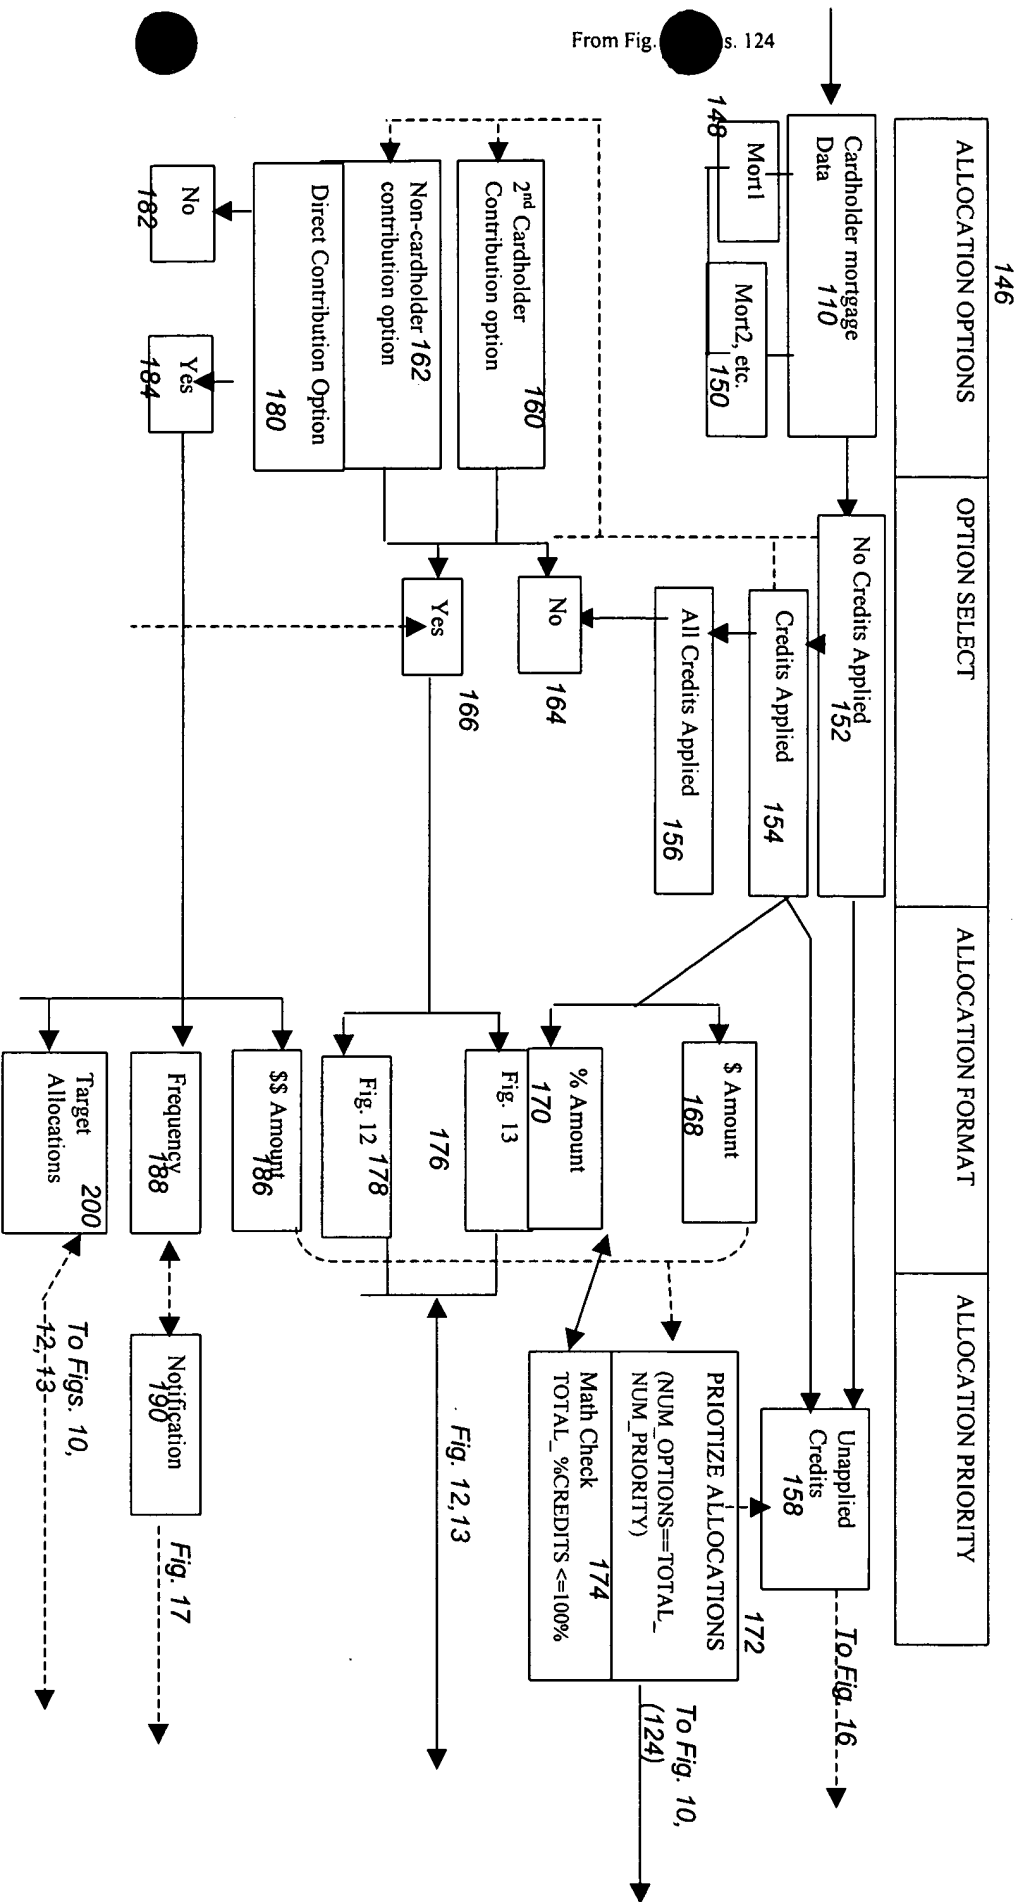 From Fig.
s. 124
146
ALLOCATION OPTIONS
OPTION SELECT
ALLOCATION FORMAT
ALLOCATION PRIORITY
Cardholder mortgage
Data
110
148
Mort1
Mort2, etc.
150
No Credits Applied
152
Credits Applied
154
All Credits Applied
156
Unapplied
Credits
158
To Fig. 16
2nd Cardholder
Contribution option
160
Non-cardholder 162
contribution option
Direct Contribution Option
180
No
182
Yes
184
No
164
Yes
166
$ Amount
168
% Amount
170
Fig. 13
176
Fig. 12
178
$$ Amount
186
Frequency
188
Target
Allocations
200
172
PRIOTIZE ALLOCATIONS
(NUM_OPTIONS==TOTAL_
NUM_PRIORITY)
Math Check
174
TOTAL_ %CREDITS <=100%
To Fig. 10,
(124)
Fig. 12,13
Notification
190
Fig. 17
To Figs. 10,
12, 13